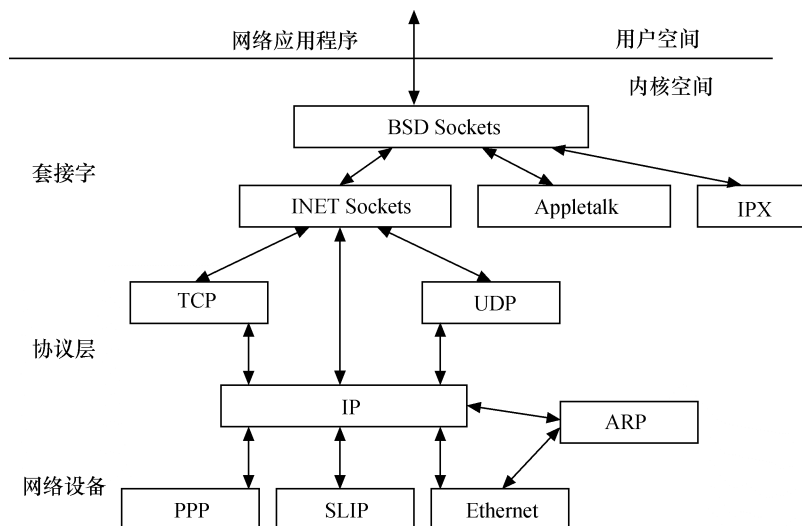 网络应用程序
用户空间
内核空间
BSD Sockets
套接字
INET Sockets
Appletalk
IPX
TCP
UDP
协议层
IP
ARP
网络设备
PPP
SLIP
Ethernet